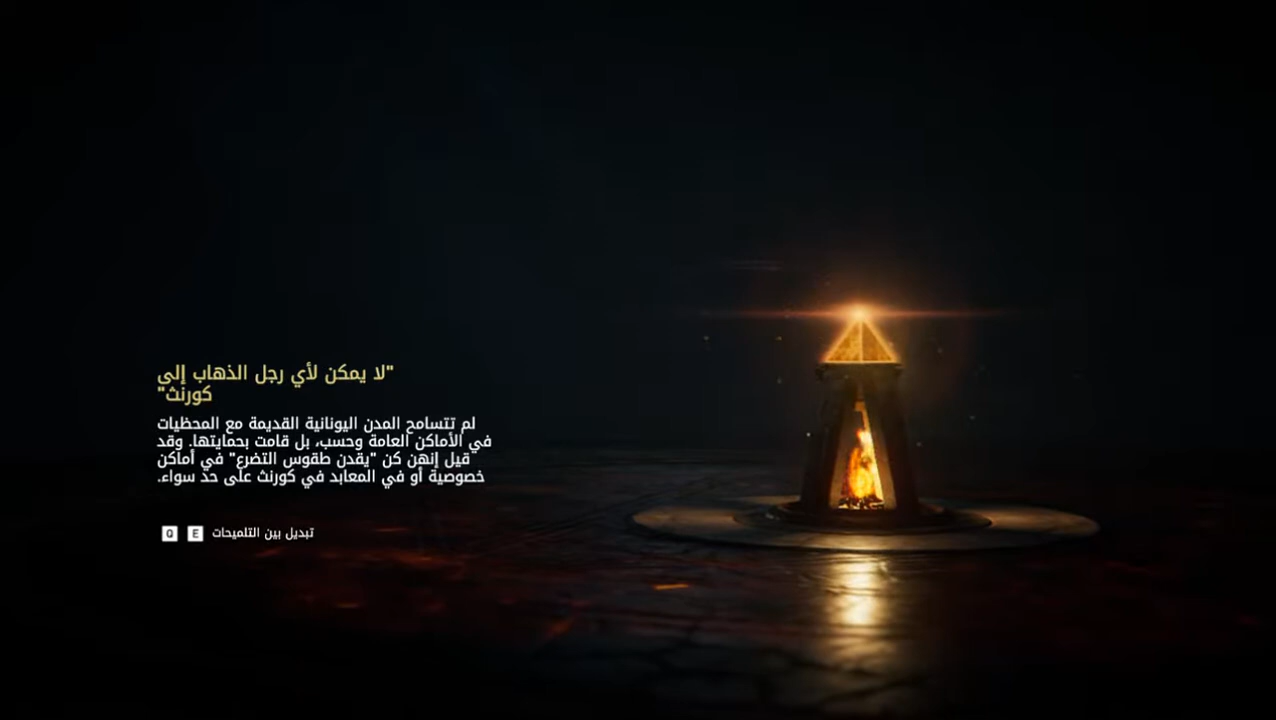 "لا يمكن لأي رجل الذهاب إلى
كورنث"
لم تتسامح المدن اليونانية القديمة مع المحظيات
في الأماكن العامة وحسب، بل قامت بحمايتها. وقد
قيل إنهن كن "يقدن طقوس التضرع" في أماكن
خصوصية أو في المعابد في كورنث على حد سواء.
Q E تبديل بين التلميحات